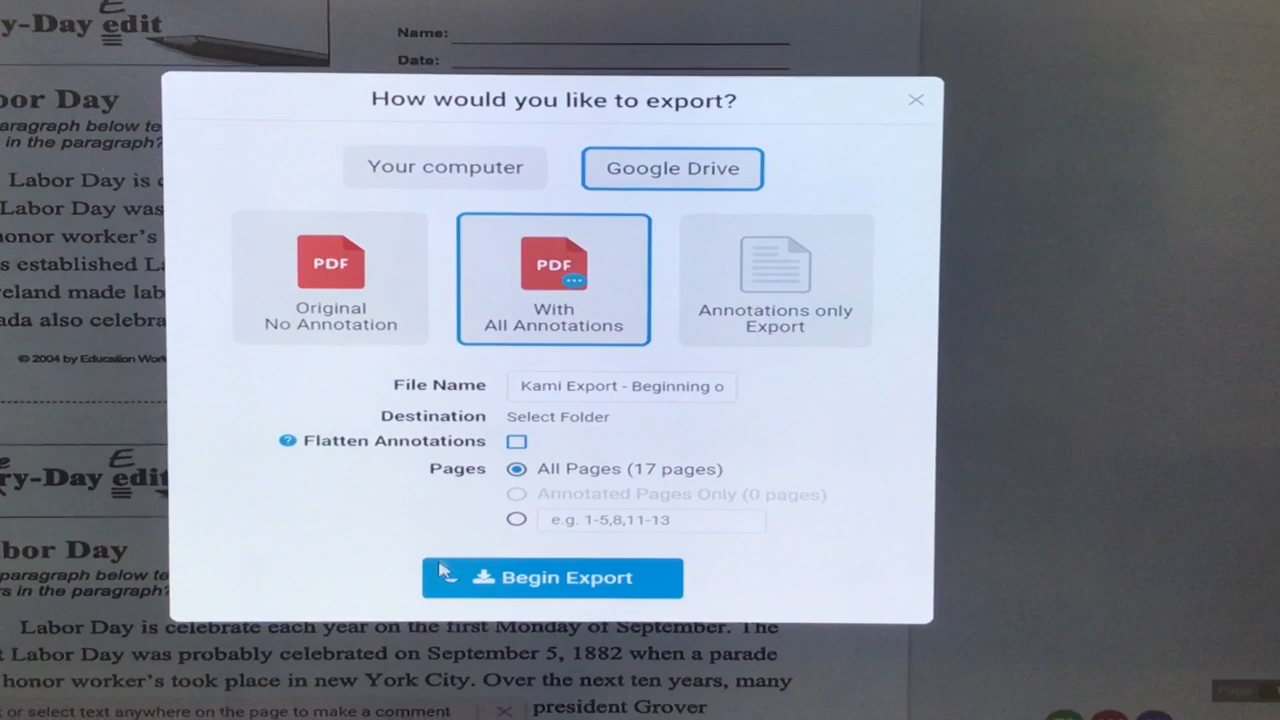 E
y-Day edit
Name:
Date:
bor Day
paragraph below te
in the paragraph?
Labor Day is
Labor Day was
honor worker's
s established La
veland made lab
ada also celebra
© 2004 by Education Worl
How would you like to export?
Your computer
Google Drive
PDF
Original
No Annotation
PDF
With
All Annotations
Annotations only
Export
File Name
Kami Export - Beginning o
Destination
Select Folder
Flatten Annotations
Pages
All Pages (17 pages)
Annotated Pages Only (0 pages)
e.g. 1-5,8,11-13
Begin Export
E
ry-Day edit
bor Day
paragraph below te
rs in the paragraph?
Labor Day is celebrate each year on the first Monday of September. The
t Labor Day was probably celebrated on September 5, 1882 when a parade
honor worker's took place in new York City. Over the next ten years, many
president Grover
k or select text anywhere on the page to make a comment
Page